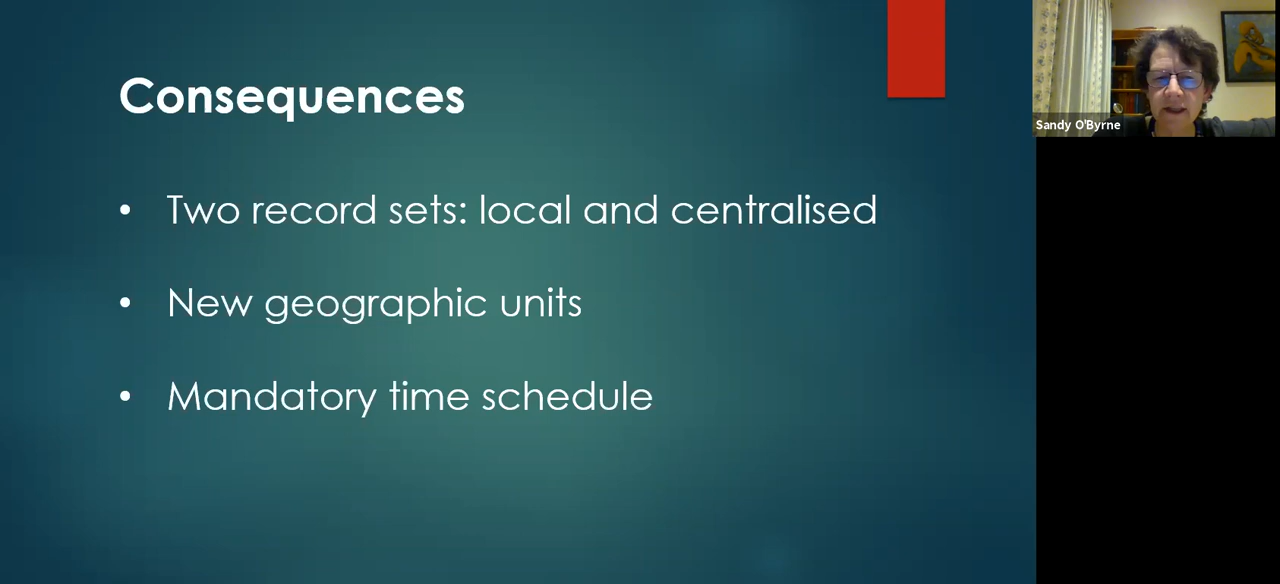 Consequences
• Two record sets: local and centralised
• New geographic units
• Mandatory time schedule
Sandy O'Byrne